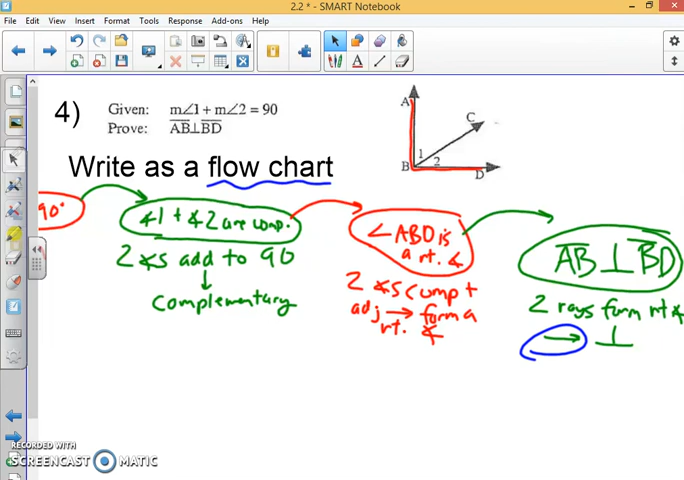 2.2 * - SMART Notebook
File Edit View Insert Format Tools Response Add-ons Help
4) Given: m∠1 + m∠2 = 90
Prove: AB⊥BD
Write as a flow chart
A
C
B
1
2
D
90°
∡1 + ∡2 are comp.
2 ∡s add to 90
↓
complementary
∠ABD is
a rt. ∡
2 ∡s comp +
adj → form a
rt. ∡
AB ⊥ BD
2 rays form rt ∡
→ ⊥
RECORDED WITH
SCREENCAST O MATIC